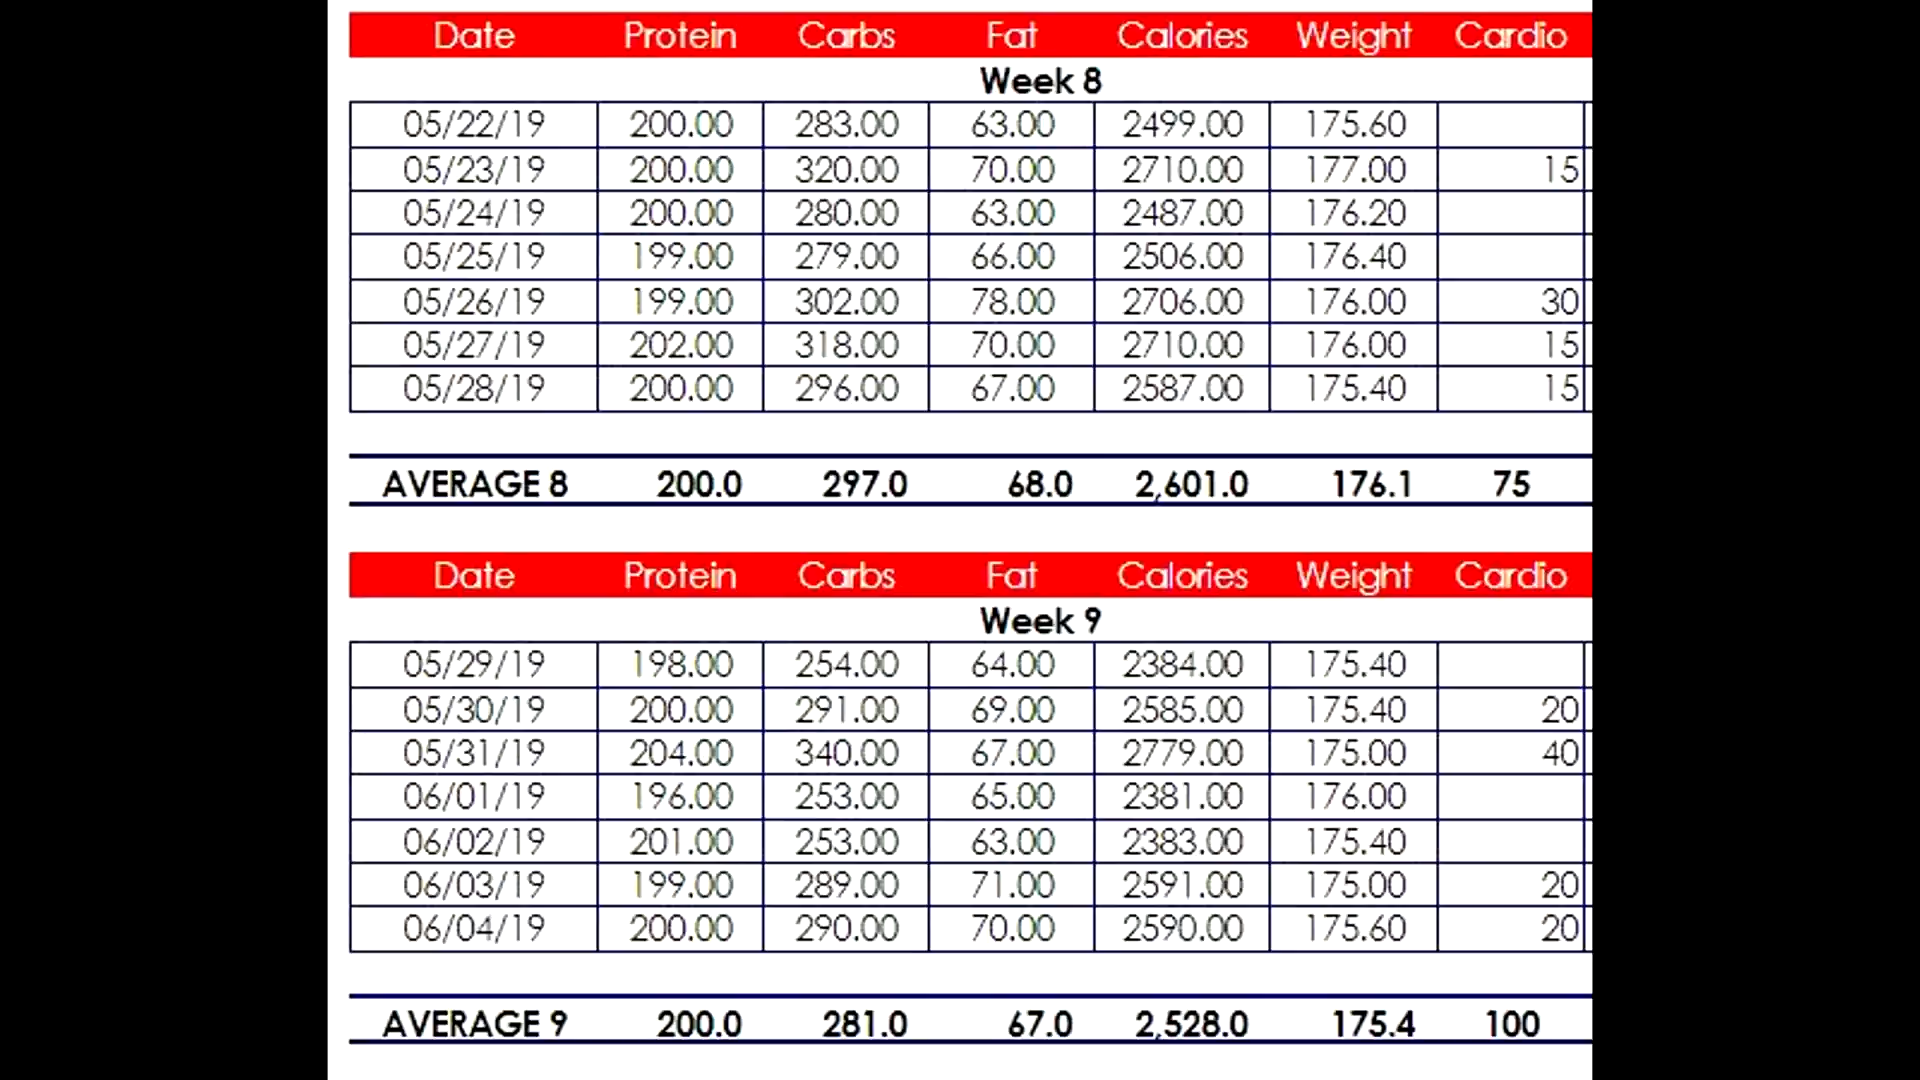 Date Protein Carbs Fat Calories Weight Cardio
Week 8
05/22/19 200.00 283.00 63.00 2499.00 175.60
05/23/19 200.00 320.00 70.00 2710.00 177.00 15
05/24/19 200.00 280.00 63.00 2487.00 176.20
05/25/19 199.00 279.00 66.00 2506.00 176.40
05/26/19 199.00 302.00 78.00 2706.00 176.00 30
05/27/19 202.00 318.00 70.00 2710.00 176.00 15
05/28/19 200.00 296.00 67.00 2587.00 175.40 15
AVERAGE 8 200.0 297.0 68.0 2,601.0 176.1 75
Date Protein Carbs Fat Calories Weight Cardio
Week 9
05/29/19 198.00 254.00 64.00 2384.00 175.40
05/30/19 200.00 291.00 69.00 2585.00 175.40 20
05/31/19 204.00 340.00 67.00 2779.00 175.00 40
06/01/19 196.00 253.00 65.00 2381.00 176.00
06/02/19 201.00 253.00 63.00 2383.00 175.40
06/03/19 199.00 289.00 71.00 2591.00 175.00 20
06/04/19 200.00 290.00 70.00 2590.00 175.60 20
AVERAGE 9 200.0 281.0 67.0 2,528.0 175.4 100